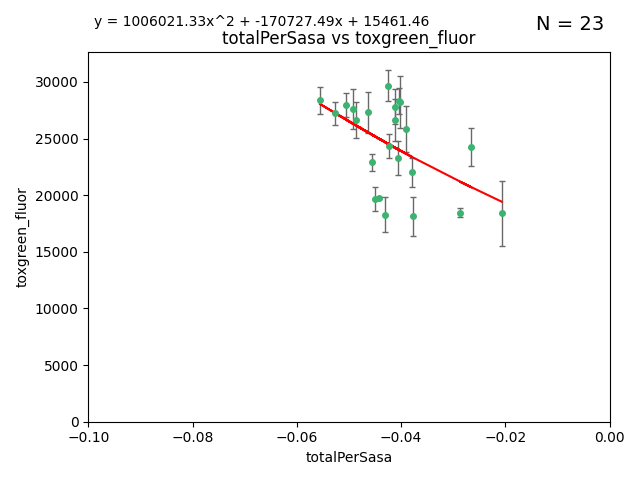 y = 1006021.33x^2 + -170727.49x + 15461.46
N = 23
totalPerSasa vs toxgreen_fluor
30000
25000
20000
15000
10000
5000
0
toxgreen_fluor
−0.10 −0.08 −0.06 −0.04 −0.02 0.00
totalPerSasa